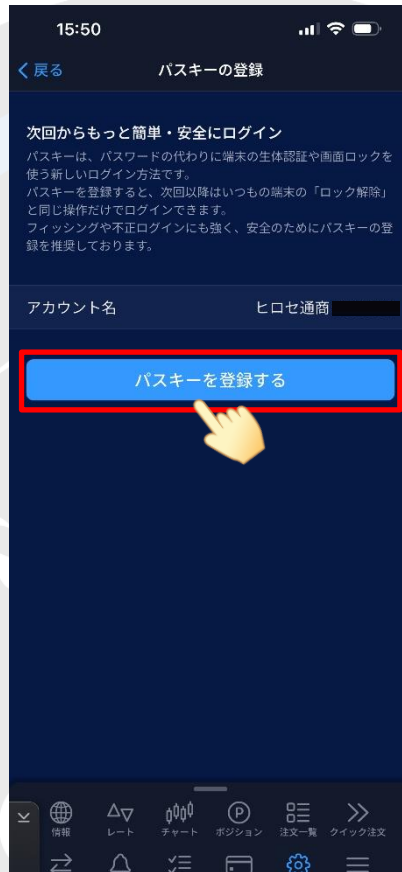 15:50
戻る
パスキーの登録
次回からもっと簡単・安全にログイン
パスキーは、パスワードの代わりに端末の生体認証や画面ロックを
使う新しいログイン方法です。
パスキーを登録すると、次回以降はいつもの端末の「ロック解除」
と同じ操作だけでログインできます。
フィッシングや不正ログインにも強く、安全のためにパスキーの登
録を推奨しております。
アカウント名
ヒロセ通商
パスキーを登録する
情報
レート
チャート
P
ポジション
注文一覧
クイック注文